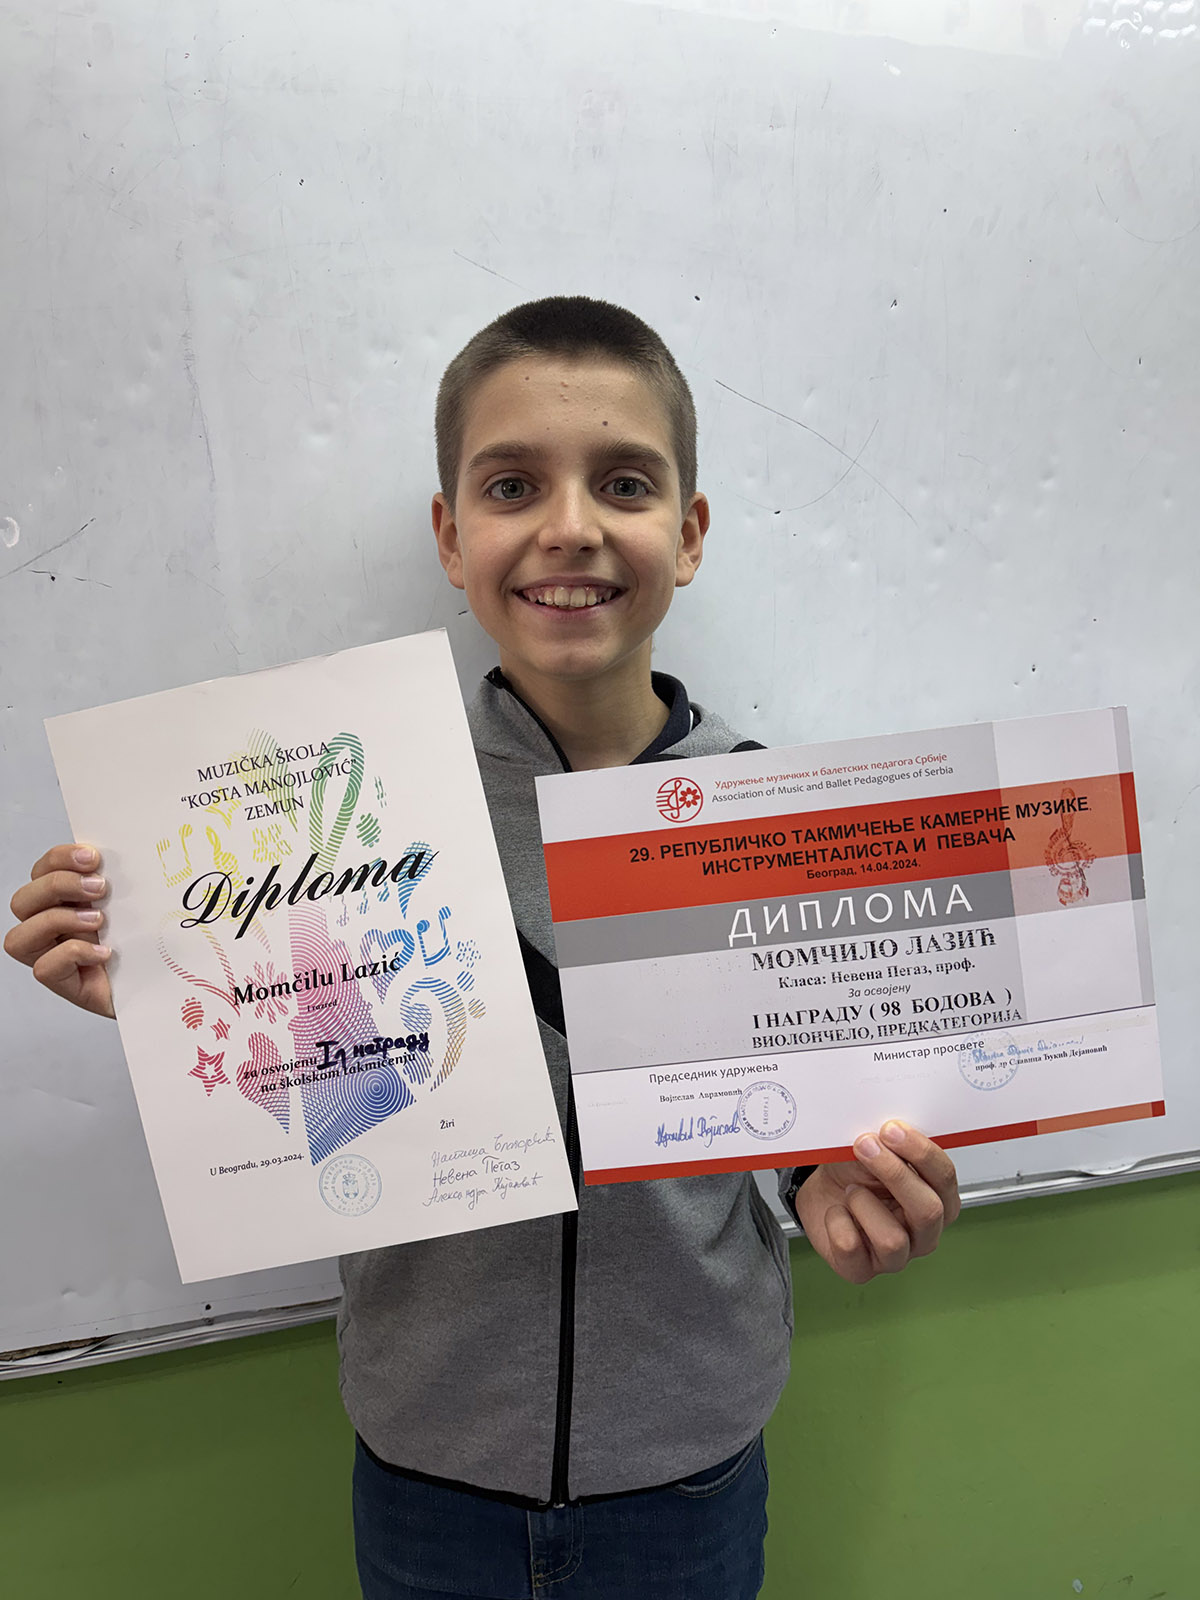 MUZIČKA ŠKOLA
“KOSTA MANOJLOVIĆ”
ZEMUN
Diploma
Momčilu Lazić
I razred
za osvojenu I награду
na školskom takmičenju
Žiri
U Beogradu, 29.03.2024.
Невена Пегаз
Александра
Удружење музичких и балетских педагога Србије
Association of Music and Ballet Pedagogues of Serbia
29. РЕПУБЛИЧКО ТАКМИЧЕЊЕ КАМЕРНЕ МУЗИКЕ,
ИНСТРУМЕНТАЛИСТА И ПЕВАЧА
Београд, 14.04.2024.
ДИПЛОМА
МОМЧИЛО ЛАЗИЋ
Класа: Невена Пегаз, проф.
За освојену
I НАГРАДУ ( 98 БОДОВА )
ВИОЛОНЧЕЛО, ПРЕДКАТЕГОРИЈА
Председник удружења
Војислав Аврамовић
Министар просвете
проф. др Славица Ђукић Дејановић